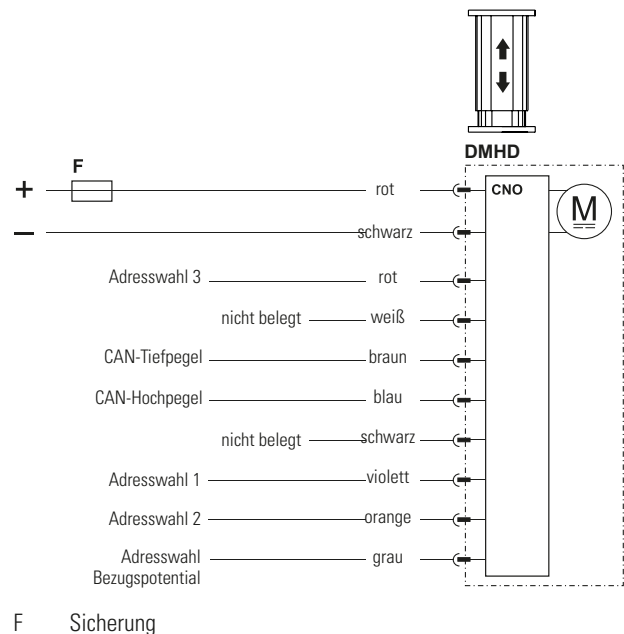 DMHD
F
+ rot CNO M
− schwarz
Adresswahl 3 rot
nicht belegt weiß
CAN-Tiefpegel braun
CAN-Hochpegel blau
nicht belegt schwarz
Adresswahl 1 violett
Adresswahl 2 orange
Adresswahl grau
Bezugspotential
F Sicherung